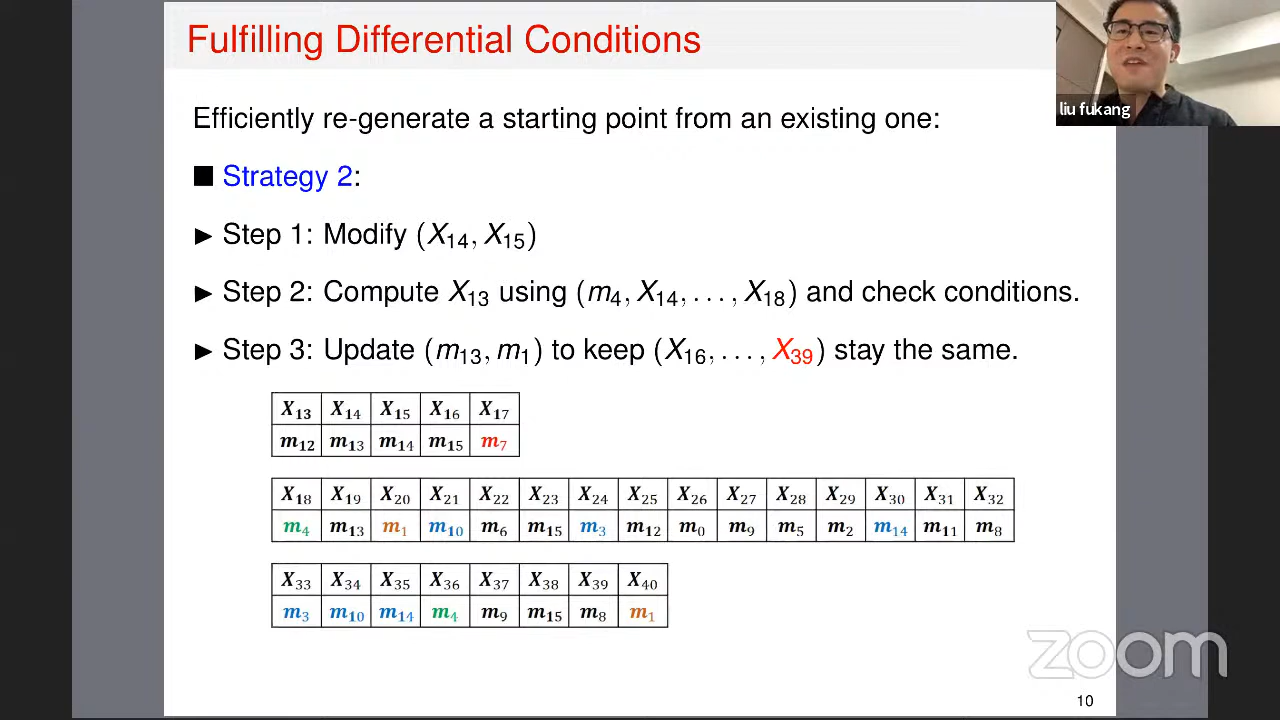 Fulfilling Differential Conditions
liu fukang
Efficiently re-generate a starting point from an existing one:
■ Strategy 2:
► Step 1: Modify (X₁₄, X₁₅)
► Step 2: Compute X₁₃ using (m₄, X₁₄, . . . , X₁₈) and check conditions.
► Step 3: Update (m₁₃, m₁) to keep (X₁₆, . . . , X₃₉) stay the same.
X₁₃ X₁₄ X₁₅ X₁₆ X₁₇
m₁₂ m₁₃ m₁₄ m₁₅ m₇
X₁₈ X₁₉ X₂₀ X₂₁ X₂₂ X₂₃ X₂₄ X₂₅ X₂₆ X₂₇ X₂₈ X₂₉ X₃₀ X₃₁ X₃₂
m₄ m₁₃ m₁ m₁₀ m₆ m₁₅ m₃ m₁₂ m₀ m₉ m₅ m₂ m₁₄ m₁₁ m₈
X₃₃ X₃₄ X₃₅ X₃₆ X₃₇ X₃₈ X₃₉ X₄₀
m₃ m₁₀ m₁₄ m₄ m₉ m₁₅ m₈ m₁
zoom
10